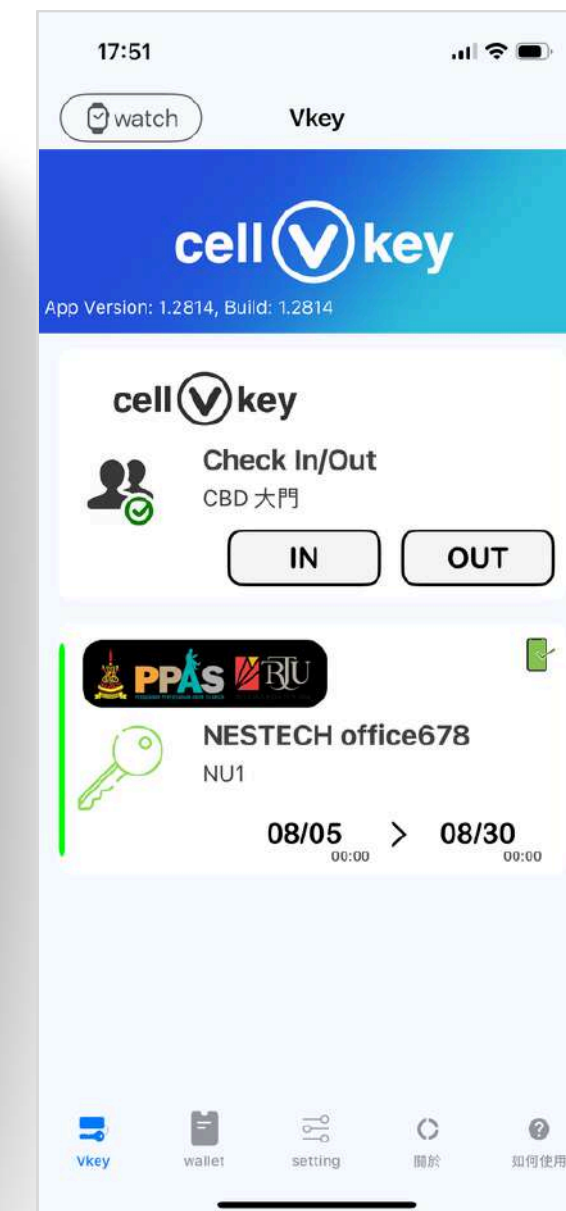 17:51
watch
Vkey
cell V key
App Version: 1.2814, Build: 1.2814
cell V key
Check In/Out
CBD 大門
IN
OUT
PPAS
RTU
NESTECH office678
NU1
08/05 > 08/30
00:00 00:00
Vkey
wallet
setting
關於
如何使用